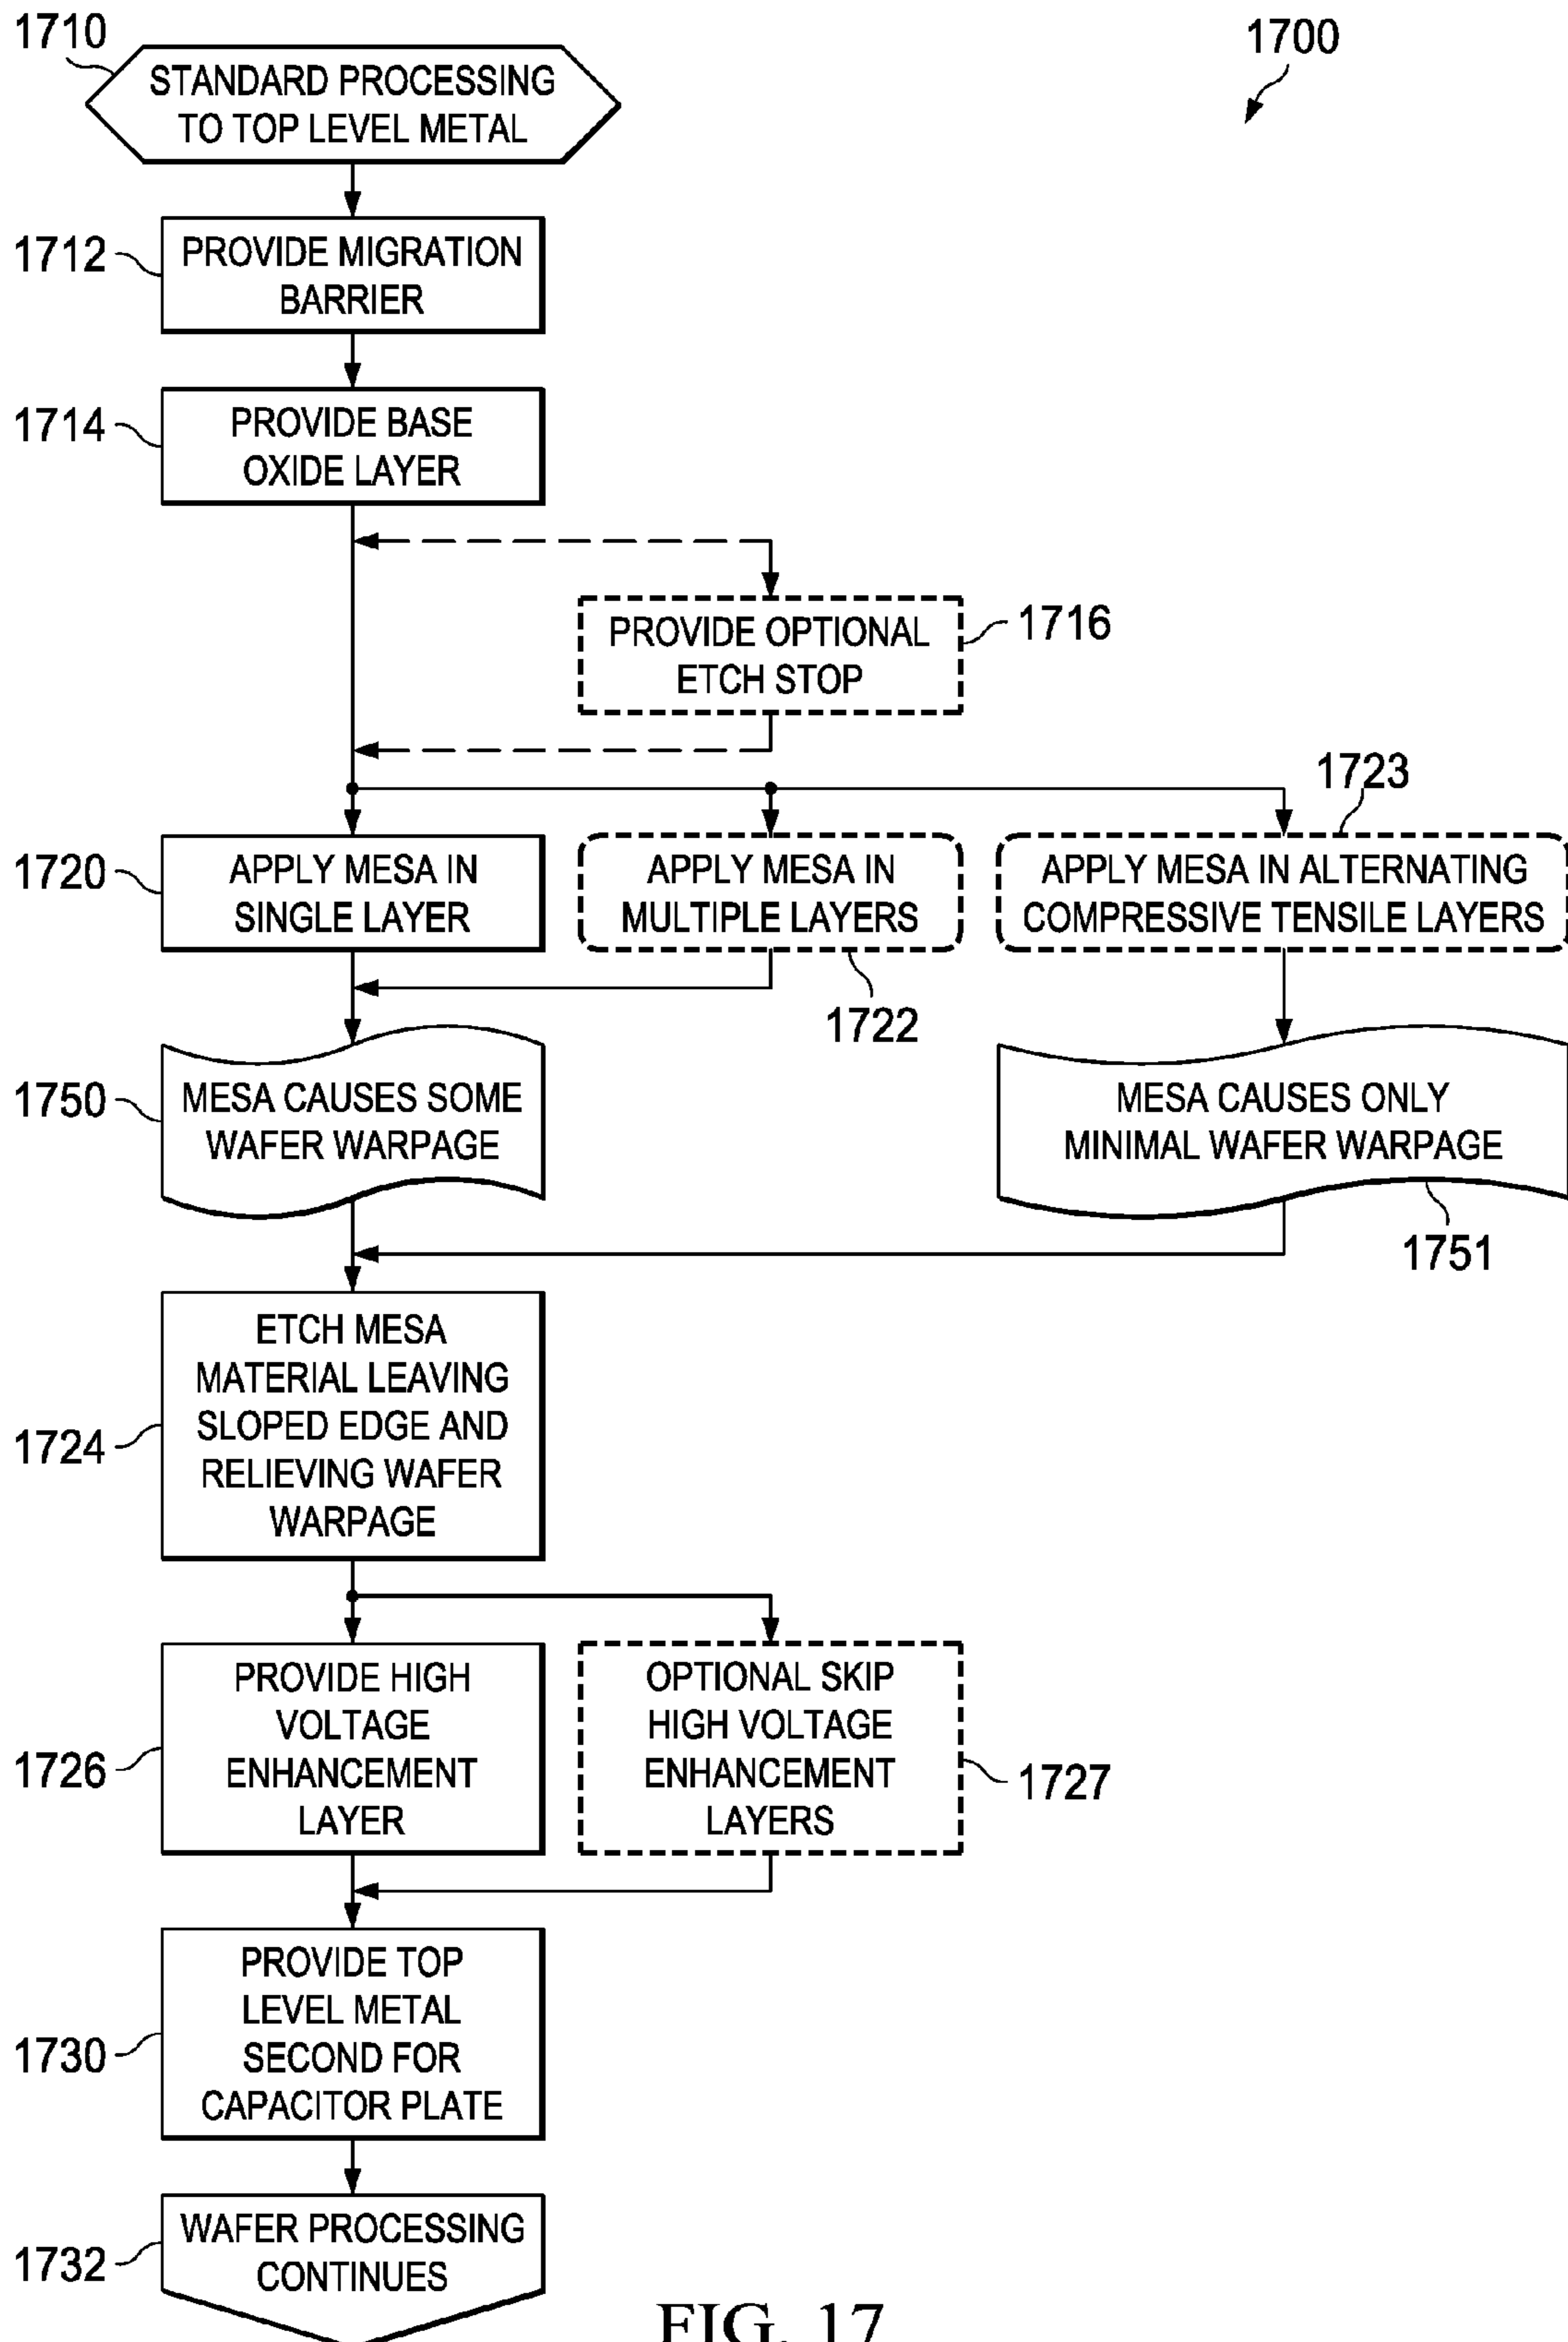 1710
1700
STANDARD PROCESSING
TO TOP LEVEL METAL
1712
PROVIDE MIGRATION
BARRIER
1714
PROVIDE BASE
OXIDE LAYER
PROVIDE OPTIONAL
ETCH STOP
1716
1723
1720
APPLY MESA IN
SINGLE LAYER
APPLY MESA IN
MULTIPLE LAYERS
APPLY MESA IN ALTERNATING
COMPRESSIVE TENSILE LAYERS
1722
1750
MESA CAUSES SOME
WAFER WARPAGE
MESA CAUSES ONLY
MINIMAL WAFER WARPAGE
1751
1724
ETCH MESA
MATERIAL LEAVING
SLOPED EDGE AND
RELIEVING WAFER
WARPAGE
1726
PROVIDE HIGH
VOLTAGE
ENHANCEMENT
LAYER
OPTIONAL SKIP
HIGH VOLTAGE
ENHANCEMENT
LAYERS
1727
1730
PROVIDE TOP
LEVEL METAL
SECOND FOR
CAPACITOR PLATE
1732
WAFER PROCESSING
CONTINUES
FIG. 17